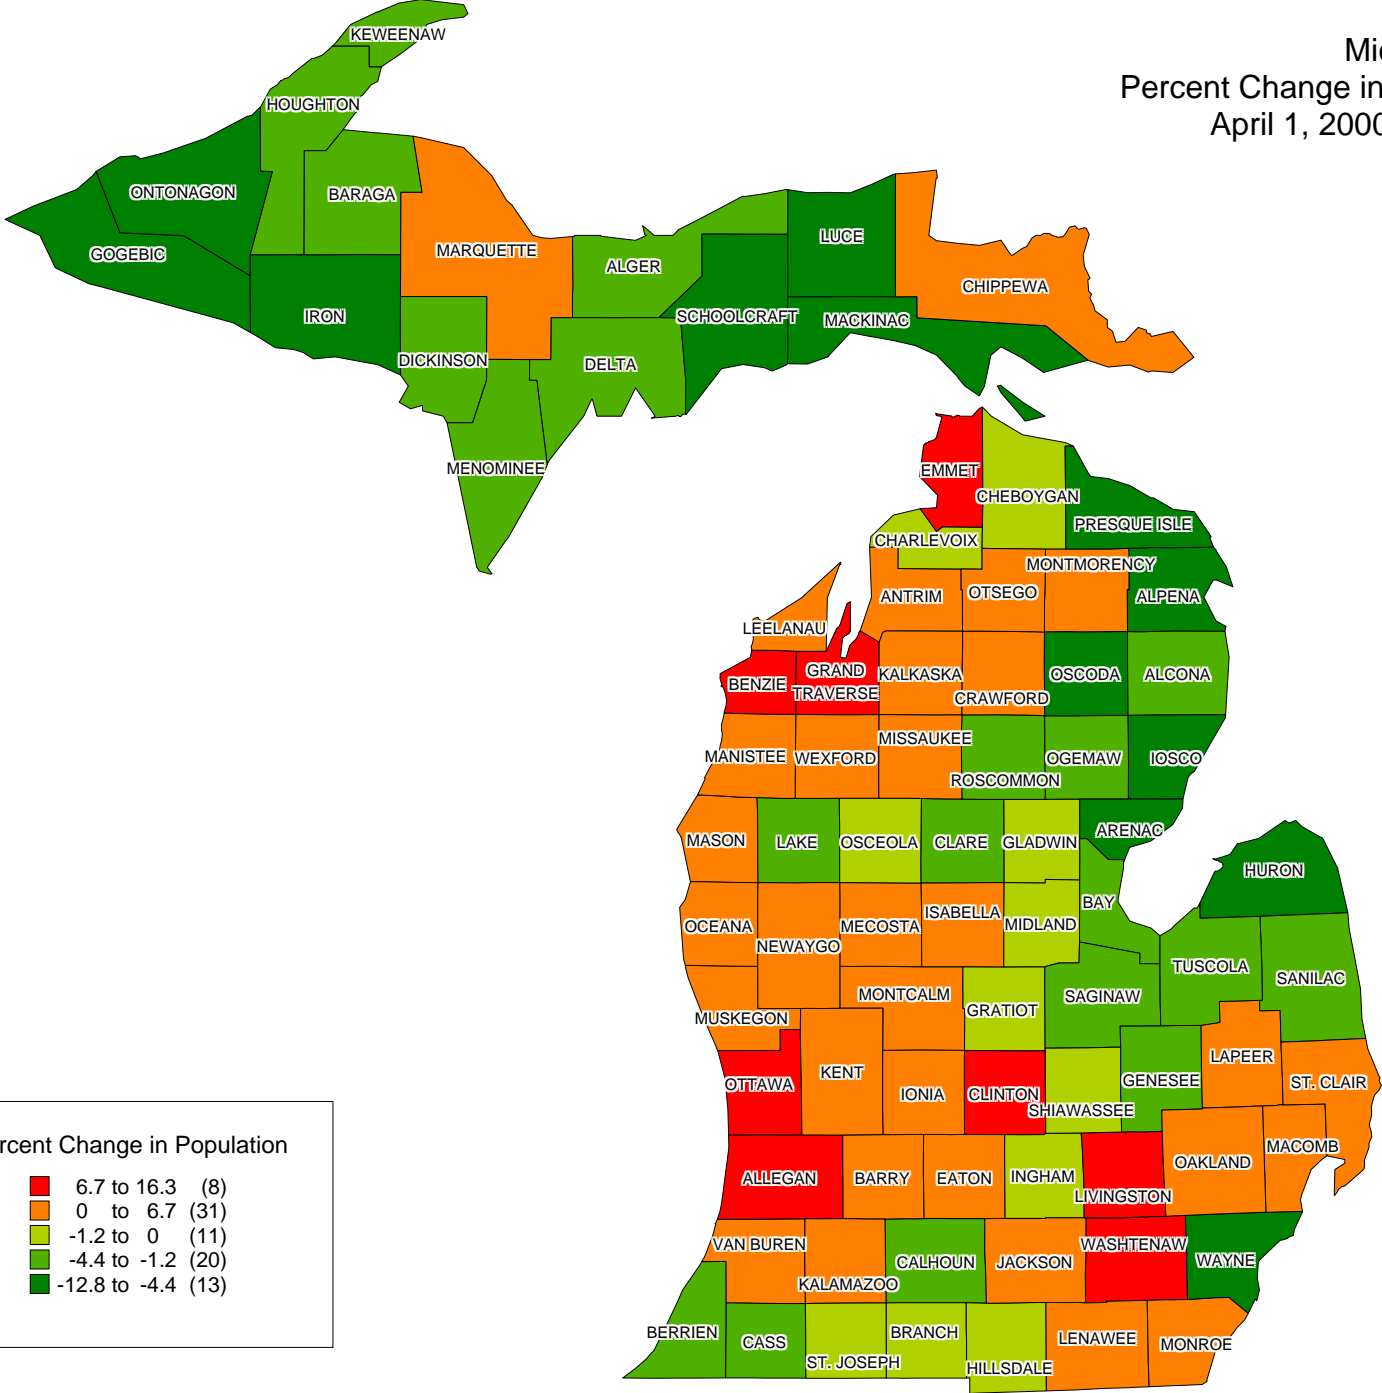 Mic
Percent Change in
April 1, 2000
KEWEENAW
HOUGHTON
ONTONAGON
BARAGA
GOGEBIC
MARQUETTE
LUCE
ALGER
CHIPPEWA
IRON
SCHOOLCRAFT
MACKINAC
DICKINSON
DELTA
MENOMINEE
EMMET
CHEBOYGAN
PRESQUE ISLE
CHARLEVOIX
MONTMORENCY
ANTRIM
OTSEGO
ALPENA
LEELANAU
BENZIE
GRAND
TRAVERSE
KALKASKA
CRAWFORD
OSCODA
ALCONA
MANISTEE
WEXFORD
MISSAUKEE
ROSCOMMON
OGEMAW
IOSCO
MASON
LAKE
OSCEOLA
CLARE
GLADWIN
ARENAC
HURON
OCEANA
NEWAYGO
MECOSTA
ISABELLA
MIDLAND
BAY
TUSCOLA
SANILAC
MUSKEGON
MONTCALM
GRATIOT
SAGINAW
OTTAWA
KENT
IONIA
CLINTON
SHIAWASSEE
GENESEE
LAPEER
ST. CLAIR
ALLEGAN
BARRY
EATON
INGHAM
LIVINGSTON
OAKLAND
MACOMB
VAN BUREN
KALAMAZOO
CALHOUN
JACKSON
WASHTENAW
WAYNE
BERRIEN
CASS
ST. JOSEPH
BRANCH
HILLSDALE
LENAWEE
MONROE
rcent Change in Population
6.7 to 16.3 (8)
0 to 6.7 (31)
-1.2 to 0 (11)
-4.4 to -1.2 (20)
-12.8 to -4.4 (13)